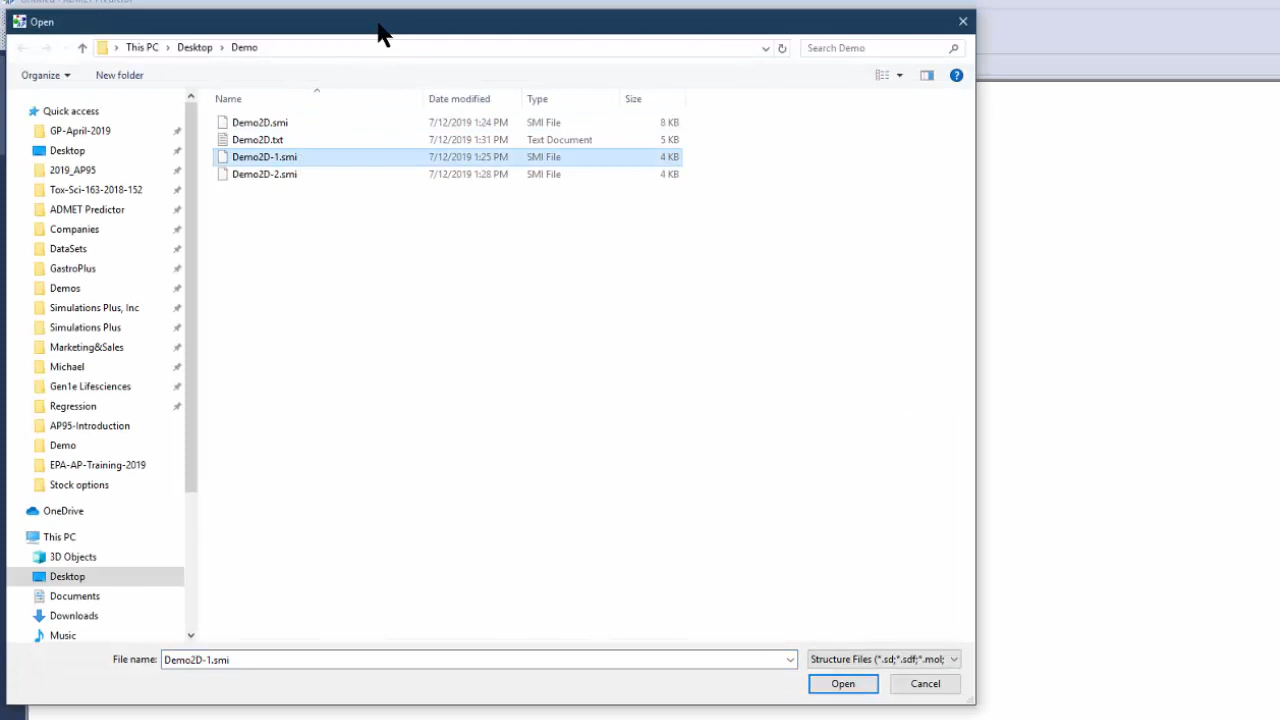 Open
This PC > Desktop > Demo
Search Demo
Organize
New folder
Name Date modified Type Size
Demo2D.smi 7/12/2019 1:24 PM SMI File 8 KB
Demo2D.txt 7/12/2019 1:31 PM Text Document 5 KB
Demo2D-1.smi 7/12/2019 1:25 PM SMI File 4 KB
Demo2D-2.smi 7/12/2019 1:28 PM SMI File 4 KB
Quick access
GP-April-2019
Desktop
2019_AP95
Tox-Sci-163-2018-152
ADMET Predictor
Companies
DataSets
GastroPlus
Demos
Simulations Plus, Inc
Simulations Plus
Marketing&Sales
Michael
Gen1e Lifesciences
Regression
AP95-Introduction
Demo
EPA-AP-Training-2019
Stock options
OneDrive
This PC
3D Objects
Desktop
Documents
Downloads
Music
File name: Demo2D-1.smi
Structure Files (*.sd;*.sdf;*.mol;
Open Cancel